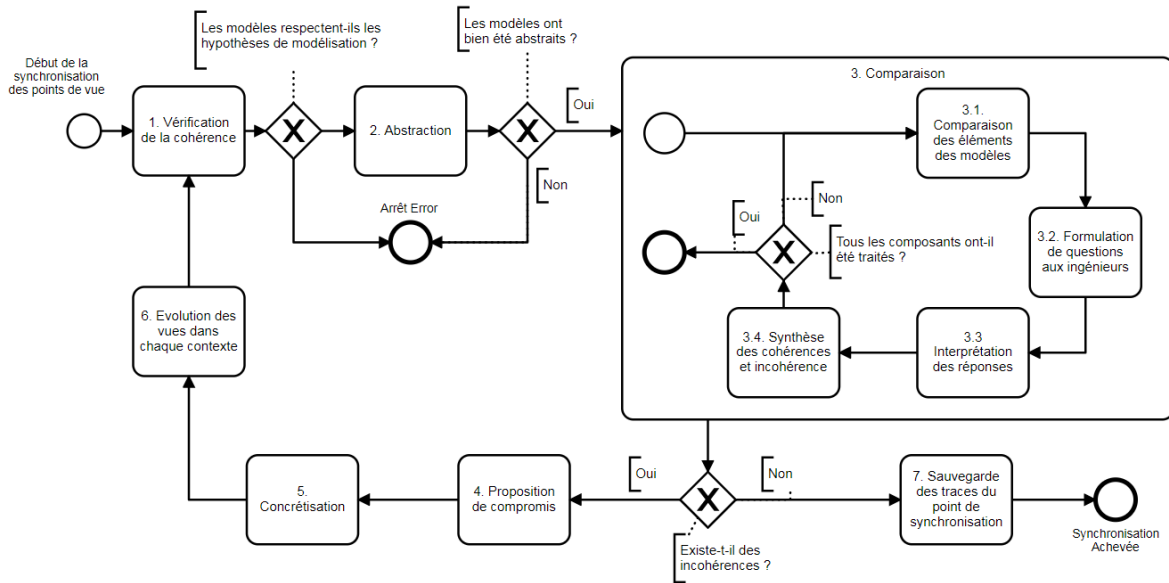 Les modèles respectent-ils les
hypothèses de modélisation ?
Les modèles ont
bien été abstraits ?
Début de la
synchronisation
des points de vue
1. Vérification
de la cohérence
X
2. Abstraction
X
Oui
Non
Arrêt Error
3. Comparaison
3.1.
Comparaison
des éléments
des modèles
Non
Oui
X
Tous les composants ont-il
été traités ?
3.2. Formulation
de questions
aux ingénieurs
3.3
Interprétation
des réponses
3.4. Synthèse
des cohérences
et incohérence
6. Evolution des
vues dans
chaque contexte
5.
Concrêtisation
4. Proposition
de compromis
Oui
X
Non
Existe-t-il des
incohérences ?
7. Sauvegarde
des traces du
point de
synchronisation
Synchronisation
Achevée